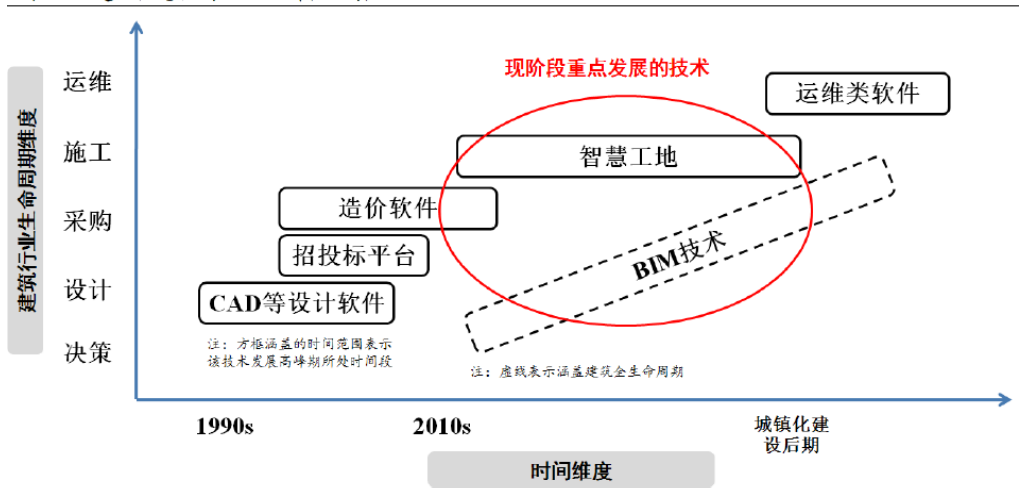 现阶段重点发展的技术
运维
运维类软件
施工
智慧工地
建筑行业生命周期维度
采购
造价软件
招投标平台
BIM技术
设计
CAD等设计软件
决策
注：方框涵盖的时间范围表示
该技术发展高峰期所处时间段
注：虚线表示涵盖建筑全生命周期
1990s
2010s
城镇化建
设后期
时间维度